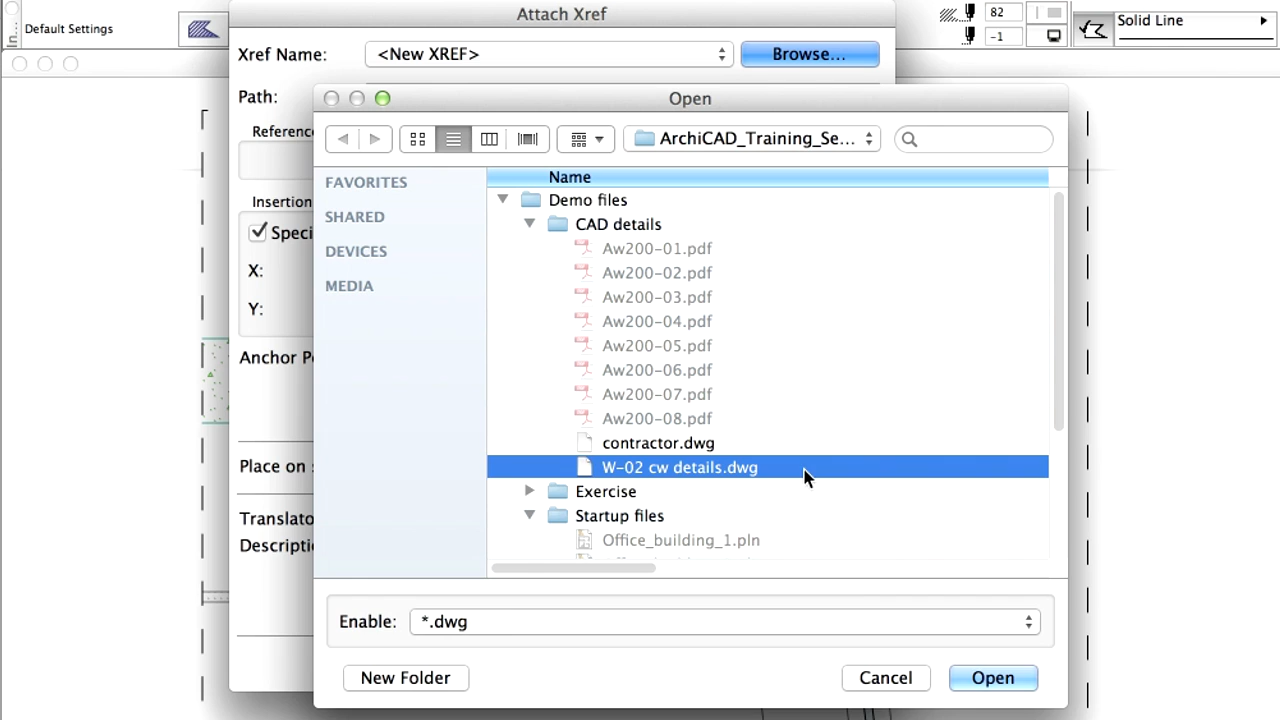 Default Settings
Attach Xref
82
-1
Solid Line
Xref Name:
<New XREF>
Browse...
Path:
Open
Reference
ArchiCAD_Training_Se...
FAVORITES
SHARED
DEVICES
MEDIA
Name
Demo files
CAD details
Aw200-01.pdf
Aw200-02.pdf
Aw200-03.pdf
Aw200-04.pdf
Aw200-05.pdf
Aw200-06.pdf
Aw200-07.pdf
Aw200-08.pdf
contractor.dwg
W-02 cw details.dwg
Exercise
Startup files
Office_building_1.pln
Insertion
Speci
X:
Y:
Anchor Po
Place on
Translato
Descripti
Enable:
*.dwg
New Folder
Cancel
Open